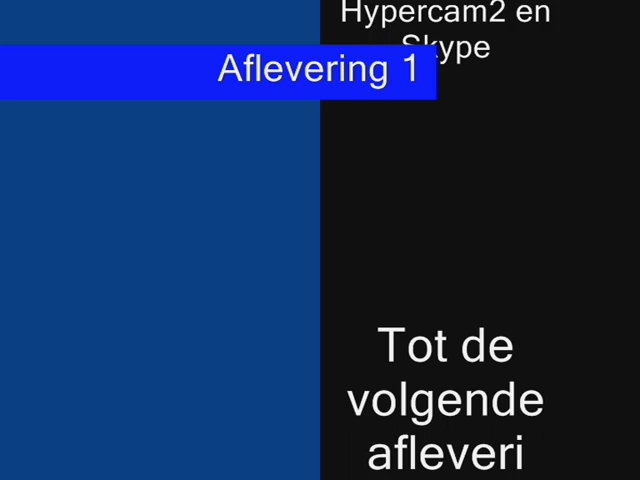 Hypercam2 en
Skype
Aflevering 1
Tot de
volgende
afleveri